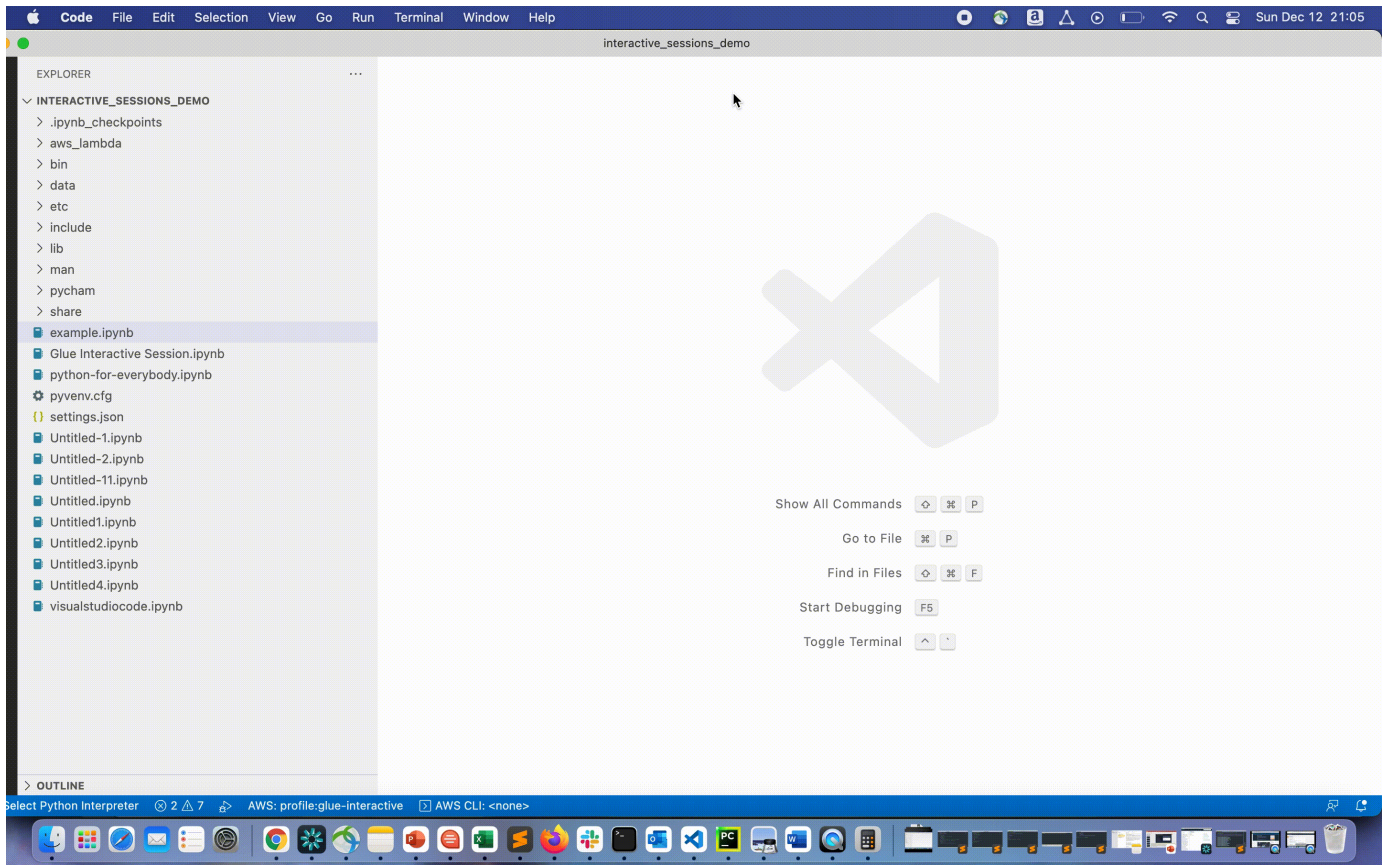 Code File Edit Selection View Go Run Terminal Window Help a Sun Dec 12 21:05
interactive_sessions_demo
EXPLORER ···
INTERACTIVE_SESSIONS_DEMO
.ipynb_checkpoints
aws_lambda
bin
data
etc
include
lib
man
pycham
share
example.ipynb
Glue Interactive Session.ipynb
python-for-everybody.ipynb
pyvenv.cfg
{} settings.json
Untitled-1.ipynb
Untitled-2.ipynb
Untitled-11.ipynb
Untitled.ipynb
Untitled1.ipynb
Untitled2.ipynb
Untitled3.ipynb
Untitled4.ipynb
visualstudiocode.ipynb
Show All Commands ⇧ ⌘ P
Go to File ⌘ P
Find in Files ⇧ ⌘ F
Start Debugging F5
Toggle Terminal ^ `
OUTLINE
Select Python Interpreter 2 7 AWS: profile:glue-interactive AWS CLI: <none>
P X S >_ PC W